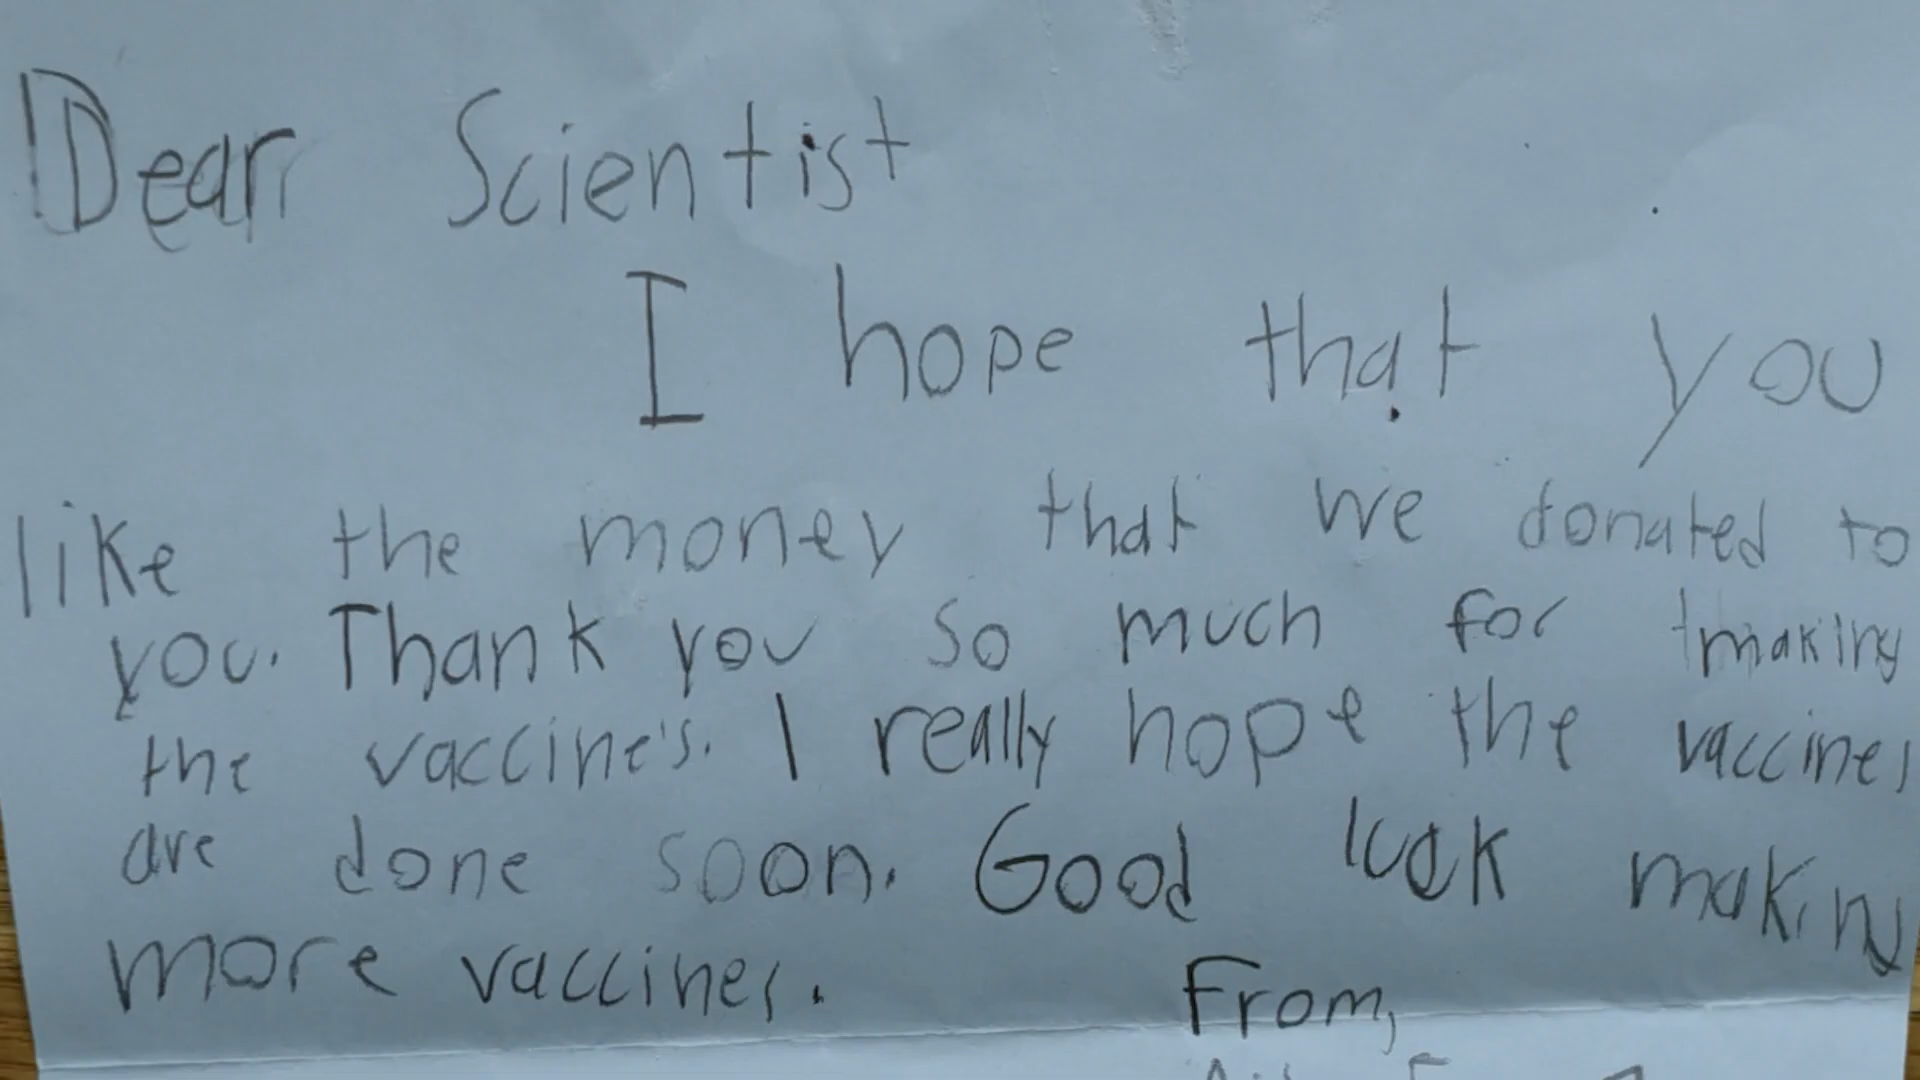 Dear Scientist
I hope that you
like the money that we donated to
you. Thank you so much for making
the vaccine's. I really hope the vaccines
are done soon. Good luck making
more vaccines.
From,